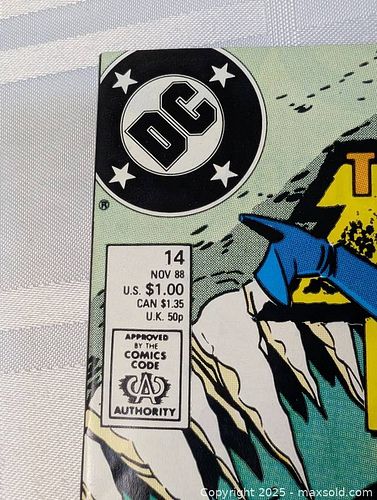 DC
®
T
14
NOV 88
U.S. $1.00
CAN $1.35
U.K. 50p
APPROVED
BY THE
COMICS
CODE
CA
AUTHORITY
Copyright © 2025 - maxsold.com